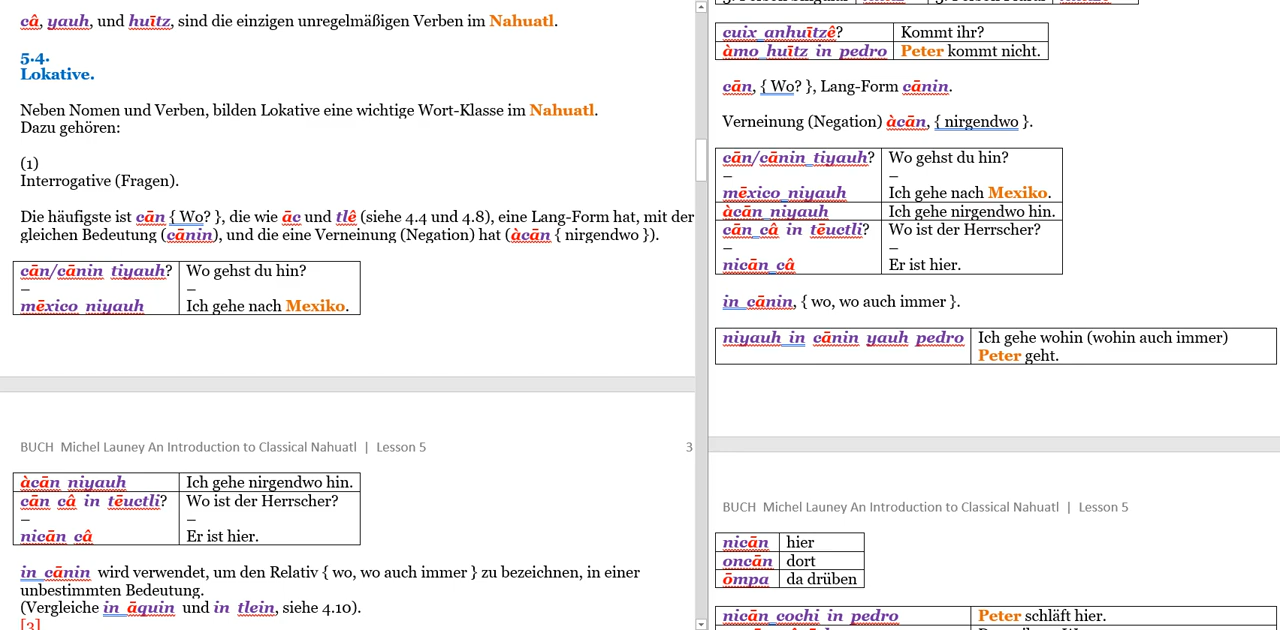 câ, yauh, und huītz, sind die einzigen unregelmäßigen Verben im Nahuatl.
5.4.
Lokative.
Neben Nomen und Verben, bilden Lokative eine wichtige Wort-Klasse im Nahuatl.
Dazu gehören:
(1)
Interrogative (Fragen).
Die häufigste ist cān { Wo? }, die wie āc und tlê (siehe 4.4 und 4.8), eine Lang-Form hat, mit der
gleichen Bedeutung (cānin), und die eine Verneinung (Negation) hat (àcān { nirgendwo }).
cān/cānin tiyauh? Wo gehst du hin?
– –
mēxico niyauh Ich gehe nach Mexiko.
BUCH Michel Launey An Introduction to Classical Nahuatl | Lesson 5 3
àcān niyauh Ich gehe nirgendwo hin.
cān câ in tēuctli? Wo ist der Herrscher?
– –
nicān câ Er ist hier.
in cānin wird verwendet, um den Relativ { wo, wo auch immer } zu bezeichnen, in einer
unbestimmten Bedeutung.
(Vergleiche in āquin und in tlein, siehe 4.10).
[3]
cuix anhuītzê? Kommt ihr?
àmo huītz in pedro Peter kommt nicht.
cān, { Wo? }, Lang-Form cānin.
Verneinung (Negation) àcān, { nirgendwo }.
cān/cānin tiyauh? Wo gehst du hin?
– –
mēxico niyauh Ich gehe nach Mexiko.
àcān niyauh Ich gehe nirgendwo hin.
cān câ in tēuctli? Wo ist der Herrscher?
– –
nicān câ Er ist hier.
in cānin, { wo, wo auch immer }.
niyauh in cānin yauh pedro Ich gehe wohin (wohin auch immer)
Peter geht.
BUCH Michel Launey An Introduction to Classical Nahuatl | Lesson 5
nicān hier
oncān dort
ōmpa da drüben
nicān cochi in pedro Peter schläft hier.